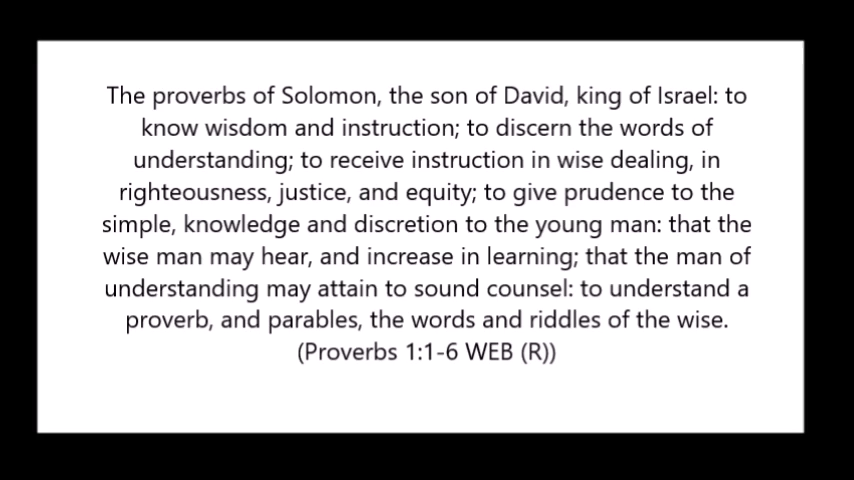 The proverbs of Solomon, the son of David, king of Israel: to
know wisdom and instruction; to discern the words of
understanding; to receive instruction in wise dealing, in
righteousness, justice, and equity; to give prudence to the
simple, knowledge and discretion to the young man: that the
wise man may hear, and increase in learning; that the man of
understanding may attain to sound counsel: to understand a
proverb, and parables, the words and riddles of the wise.
(Proverbs 1:1-6 WEB (R))